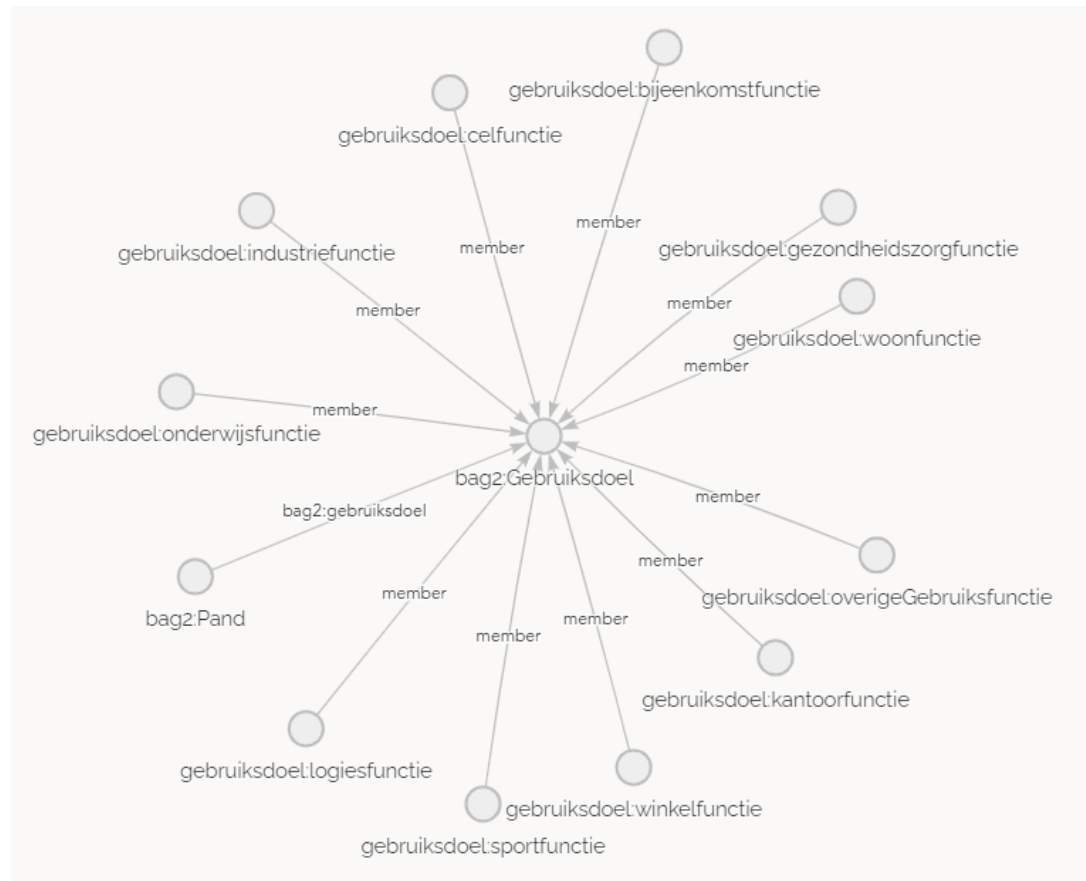 gebruiksdoel:bijeenkomstfunctie
gebruiksdoel:celfunctie
member
gebruiksdoel:gezondheidszorgfunctie
member
gebruiksdoel:industriefunctie
member
member
gebruiksdoel:woonfunctie
member
member
gebruiksdoel:onderwijsfunctie
bag2:Gebruiksdoel
member
bag2:gebruiksdoel
member
gebruiksdoel:overigeGebruiksfunctie
member
bag2:Pand
member
member
gebruiksdoel:kantoorfunctie
gebruiksdoel:logiesfunctie
gebruiksdoel:winkelfunctie
gebruiksdoel:sportfunctie